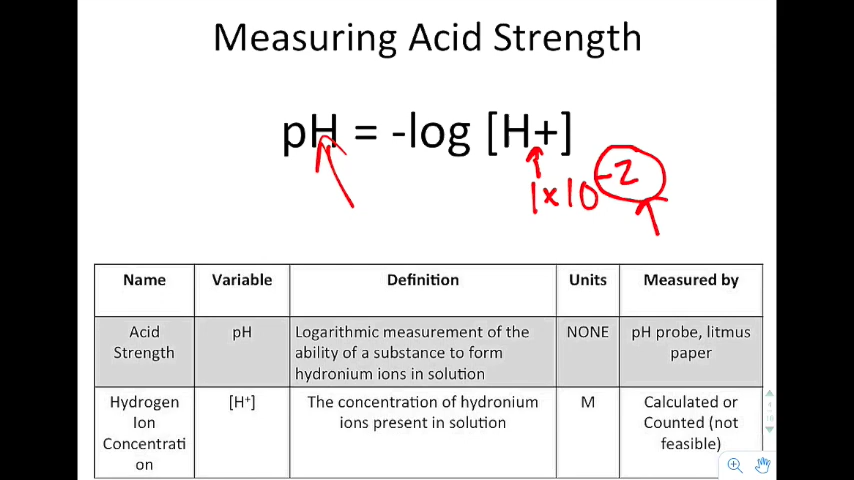 Measuring Acid Strength
pH = -log [H+]
1x10-2
Name Variable Definition Units Measured by
Acid Strength pH Logarithmic measurement of the ability of a substance to form hydronium ions in solution NONE pH probe, litmus paper
Hydrogen Ion Concentrati on [H+] The concentration of hydronium ions present in solution M Calculated or Counted (not feasible)